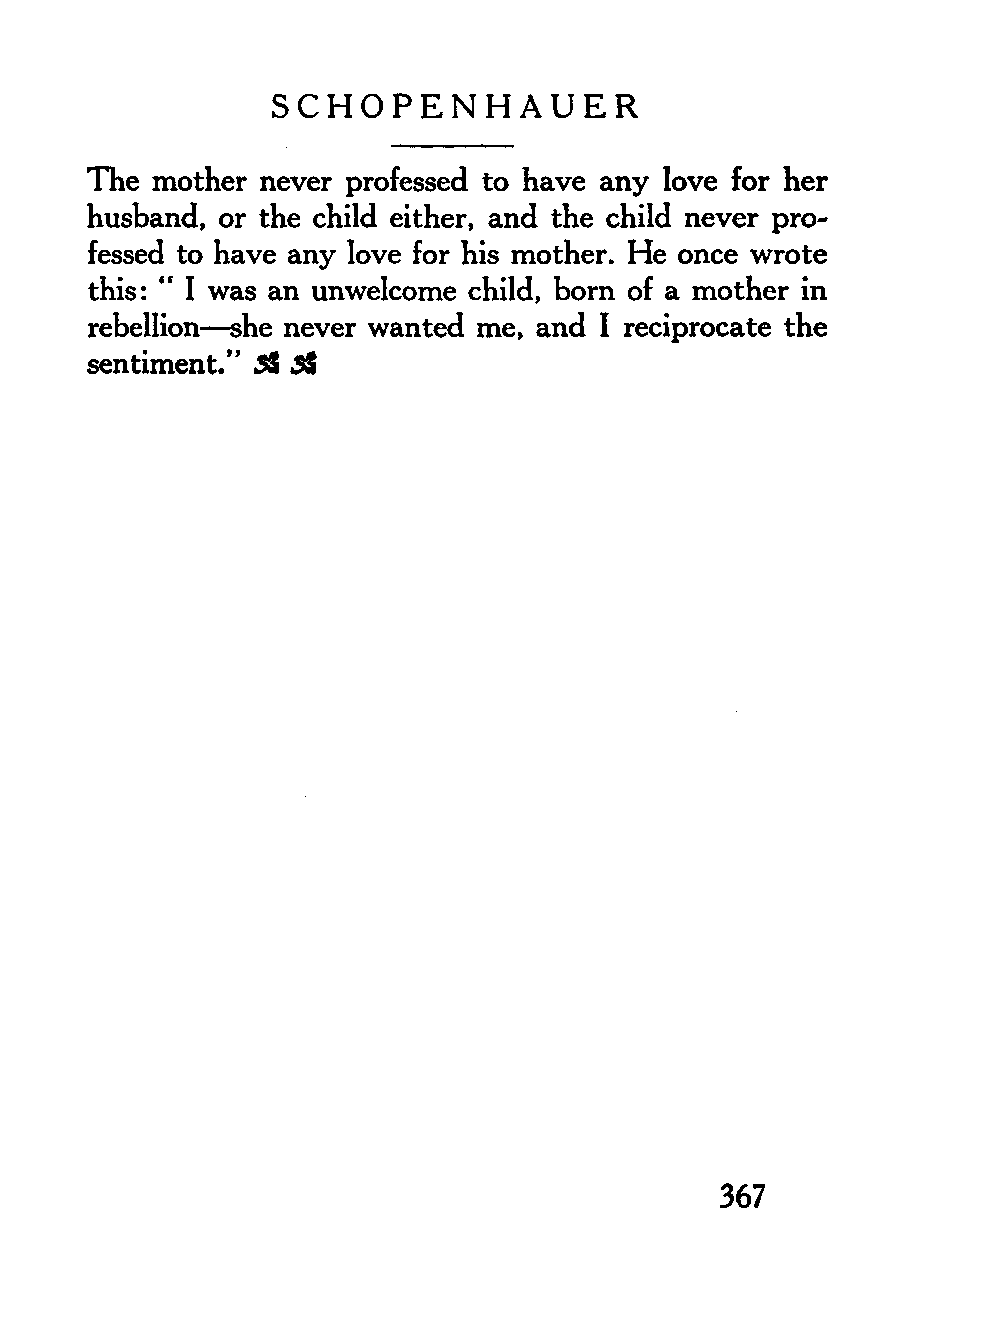 SCHOPENHAUER
The mother never professed to have any love for her
husband, or the child either, and the child never pro-
fessed to have any love for his mother. He once wrote
this: “ I was an unwelcome child, born of a mother in
rebellion—she never wanted me, and I reciprocate the
sentiment.”
367